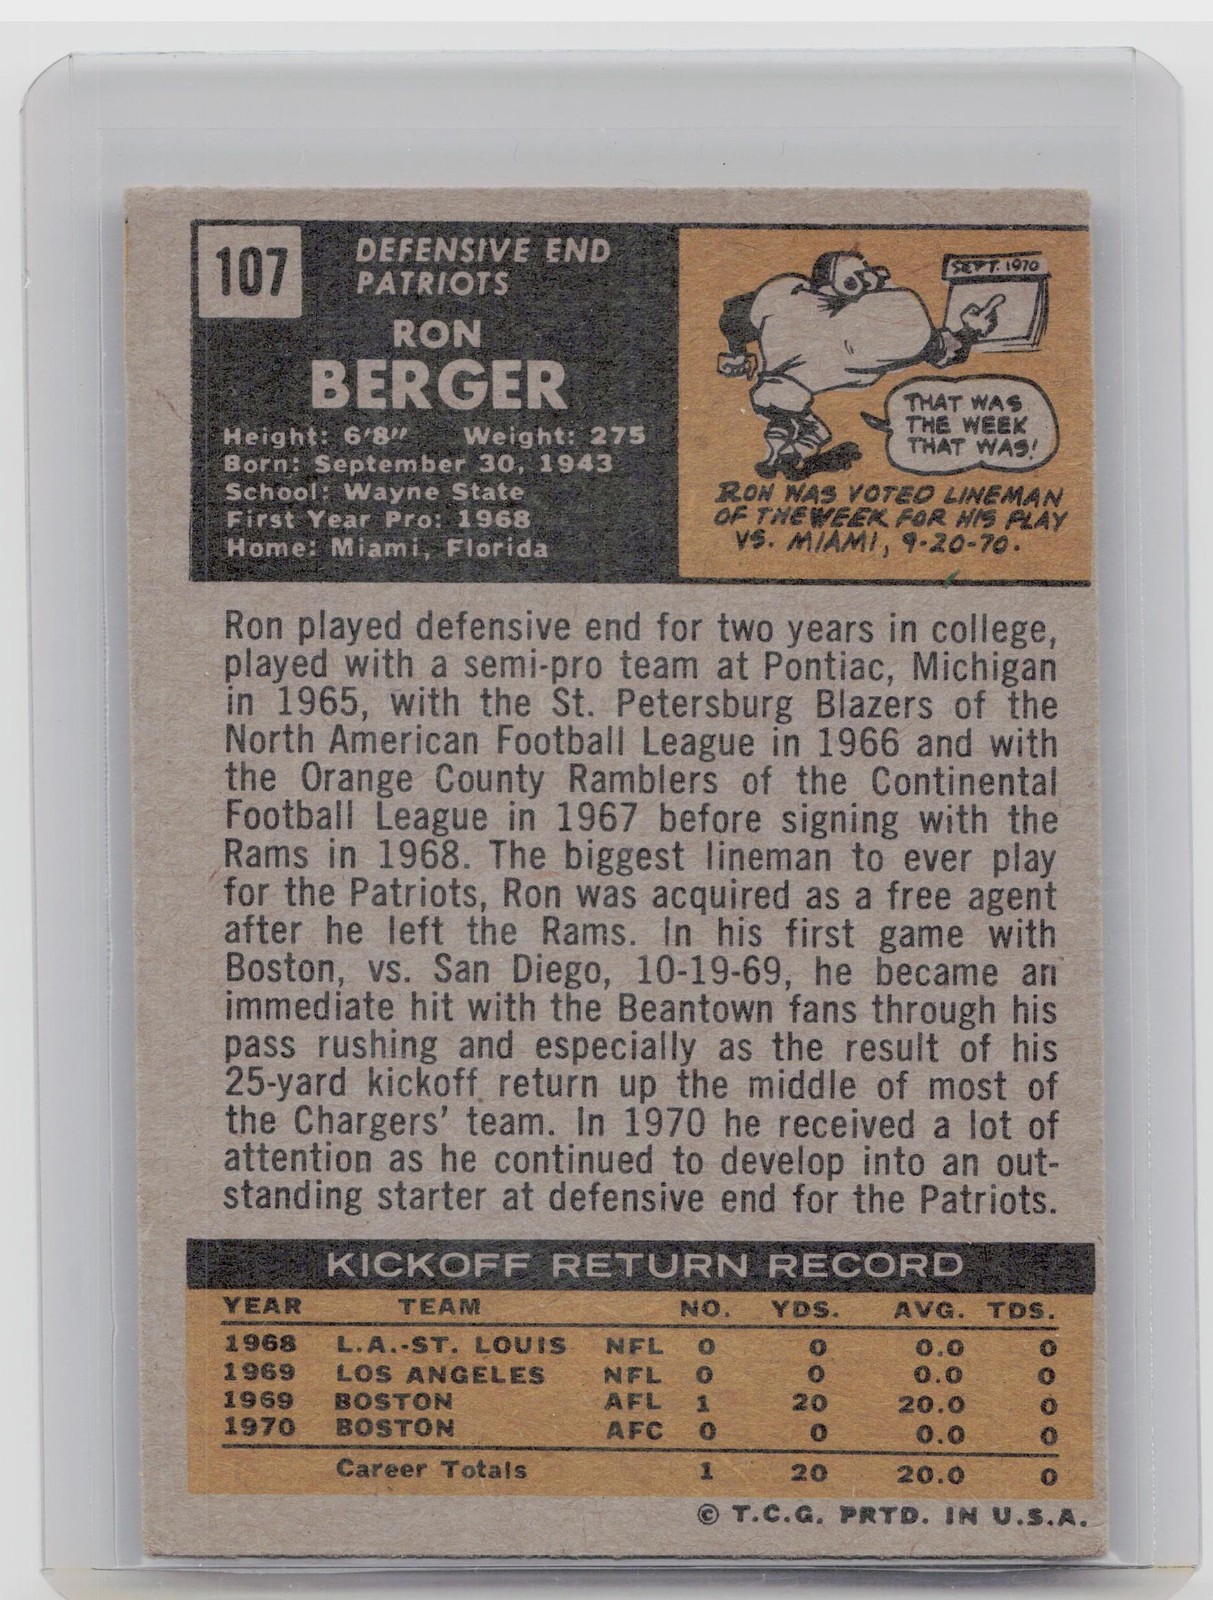 107
DEFENSIVE END
PATRIOTS
RON
BERGER
Height: 6'8" Weight: 275
Born: September 30, 1943
School: Wayne State
First Year Pro: 1968
Home: Miami, Florida
SEPT. 1970
THAT WAS
THE WEEK
THAT WAS!
RON WAS VOTED LINEMAN
OF THE WEEK FOR HIS PLAY
VS. MIAMI, 9-20-70.
Ron played defensive end for two years in college,
played with a semi-pro team at Pontiac, Michigan
in 1965, with the St. Petersburg Blazers of the
North American Football League in 1966 and with
the Orange County Ramblers of the Continental
Football League in 1967 before signing with the
Rams in 1968. The biggest lineman to ever play
for the Patriots, Ron was acquired as a free agent
after he left the Rams. In his first game with
Boston, vs. San Diego, 10-19-69, he became an
immediate hit with the Beantown fans through his
pass rushing and especially as the result of his
25-yard kickoff return up the middle of most of
the Chargers' team. In 1970 he received a lot of
attention as he continued to develop into an out-
standing starter at defensive end for the Patriots.
KICKOFF RETURN RECORD
YEAR TEAM NO. YDS. AVG. TDS.
1968 L.A.-ST. LOUIS NFL 0 0 0.0 0
1969 LOS ANGELES NFL 0 0 0.0 0
1969 BOSTON AFL 1 20 20.0 0
1970 BOSTON AFC 0 0 0.0 0
Career Totals 1 20 20.0 0
© T.C.G. PRTD. IN U.S.A.